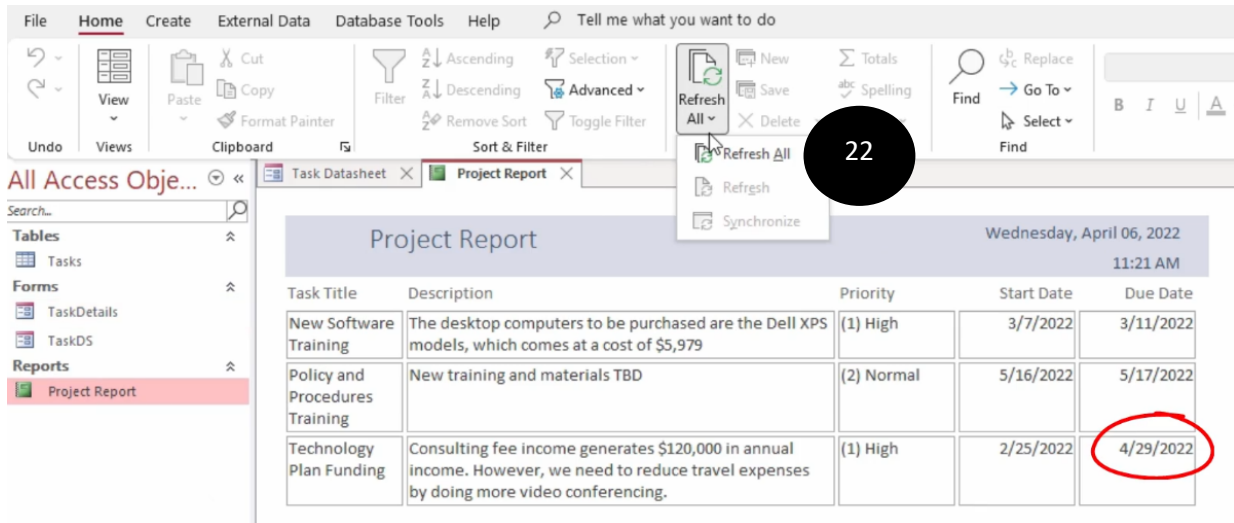 File Home Create External Data Database Tools Help Tell me what you want to do
Cut
Copy
Format Painter
View
Paste
Filter
Ascending
Descending
Remove Sort
Selection
Advanced
Toggle Filter
Refresh
All
New
Save
Delete
Totals
Spelling
Find
Replace
Go To
Select
B I U A
Undo Views Clipboard Sort & Filter Find
Refresh All
Refresh
Synchronize
22
All Access Obje...
Search...
Tables
Tasks
Forms
TaskDetails
TaskDS
Reports
Project Report
Task Datasheet Project Report
Project Report
Wednesday, April 06, 2022
11:21 AM
Task Title Description Priority Start Date Due Date
New Software The desktop computers to be purchased are the Dell XPS (1) High 3/7/2022 3/11/2022
Training models, which comes at a cost of $5,979
Policy and New training and materials TBD (2) Normal 5/16/2022 5/17/2022
Procedures
Training
Technology Consulting fee income generates $120,000 in annual (1) High 2/25/2022 4/29/2022
Plan Funding income. However, we need to reduce travel expenses
by doing more video conferencing.